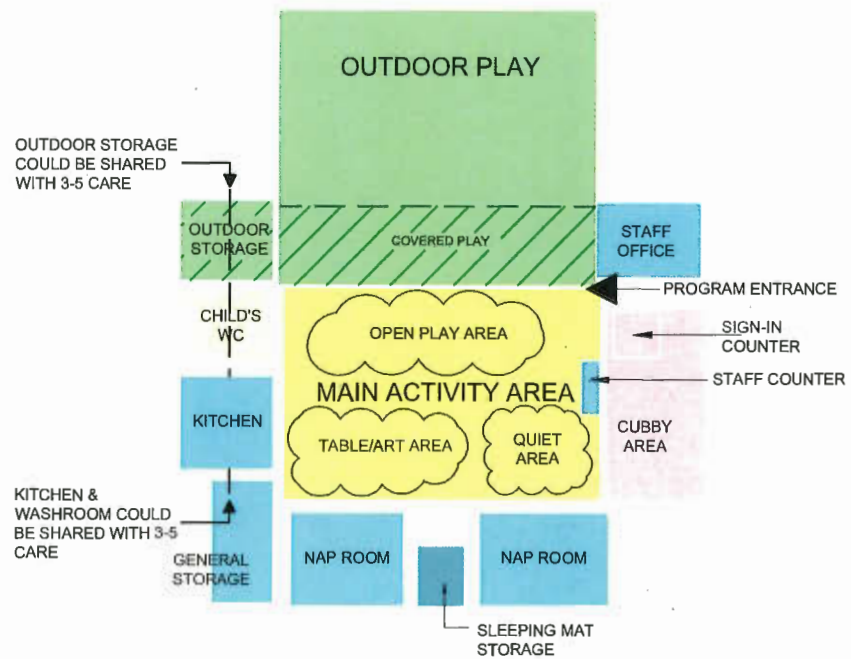 OUTDOOR PLAY
OUTDOOR STORAGE
COULD BE SHARED
WITH 3-5 CARE
OUTDOOR
STORAGE
COVERED PLAY
STAFF
OFFICE
PROGRAM ENTRANCE
CHILD'S
WC
OPEN PLAY AREA
SIGN-IN
COUNTER
MAIN ACTIVITY AREA
STAFF COUNTER
KITCHEN
TABLE/ART AREA
QUIET
AREA
CUBBY
AREA
KITCHEN &
WASHROOM COULD
BE SHARED WITH 3-5
CARE
GENERAL
STORAGE
NAP ROOM
NAP ROOM
SLEEPING MAT
STORAGE